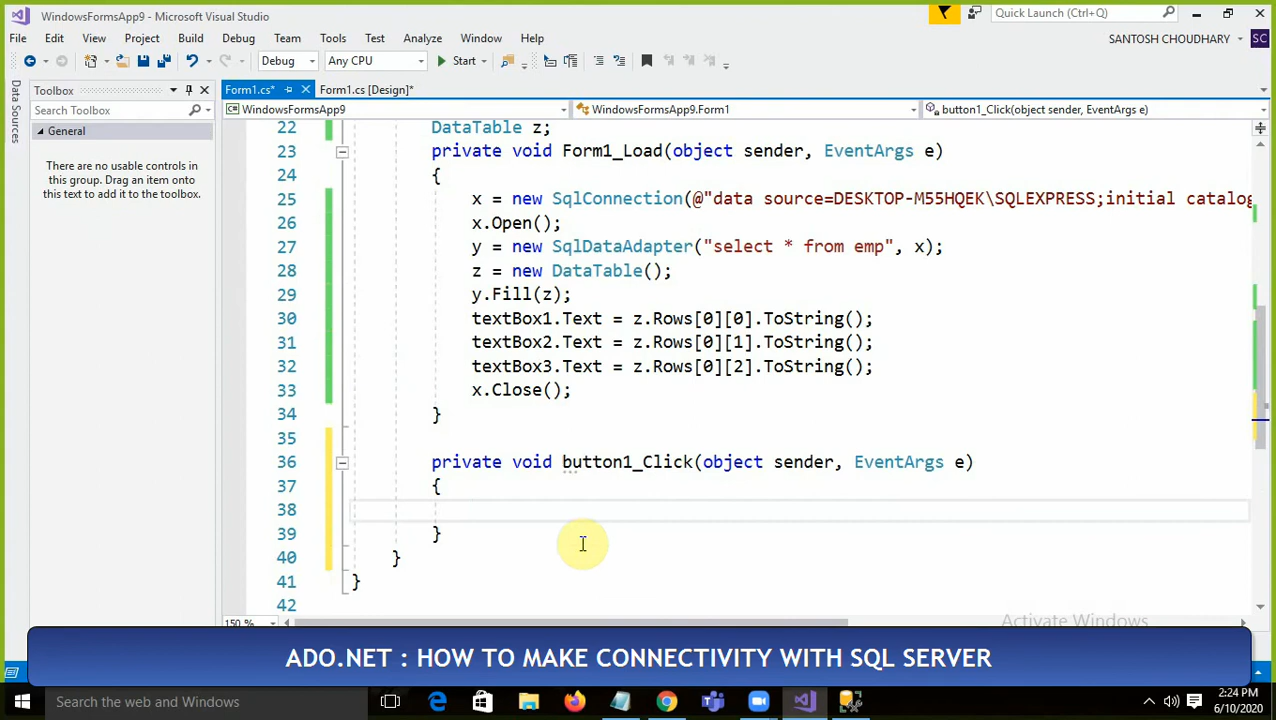 WindowsFormsApp9 - Microsoft Visual Studio
Quick Launch (Ctrl+Q)
File Edit View Project Build Debug Team Tools Test Analyze Window Help
SANTOSH CHOUDHARY
SC
Debug Any CPU Start
Data Sources
Toolbox
Form1.cs* Form1.cs [Design]*
Search Toolbox
WindowsFormsApp9 WindowsFormsApp9.Form1 button1_Click(object sender, EventArgs e)
General
There are no usable controls in
this group. Drag an item onto
this text to add it to the toolbox.
22 DataTable z;
23 private void Form1_Load(object sender, EventArgs e)
24 {
25 x = new SqlConnection(@"data source=DESKTOP-M55HQEK\SQLEXPRESS;initial catalog
26 x.Open();
27 y = new SqlDataAdapter("select * from emp", x);
28 z = new DataTable();
29 y.Fill(z);
30 textBox1.Text = z.Rows[0][0].ToString();
31 textBox2.Text = z.Rows[0][1].ToString();
32 textBox3.Text = z.Rows[0][2].ToString();
33 x.Close();
34 }
35
36 private void button1_Click(object sender, EventArgs e)
37 {
38
39 }
40 }
41 }
42
150 %
Activate Windows
ADO.NET : HOW TO MAKE CONNECTIVITY WITH SQL SERVER
Search the web and Windows
2:24 PM
6/10/2020